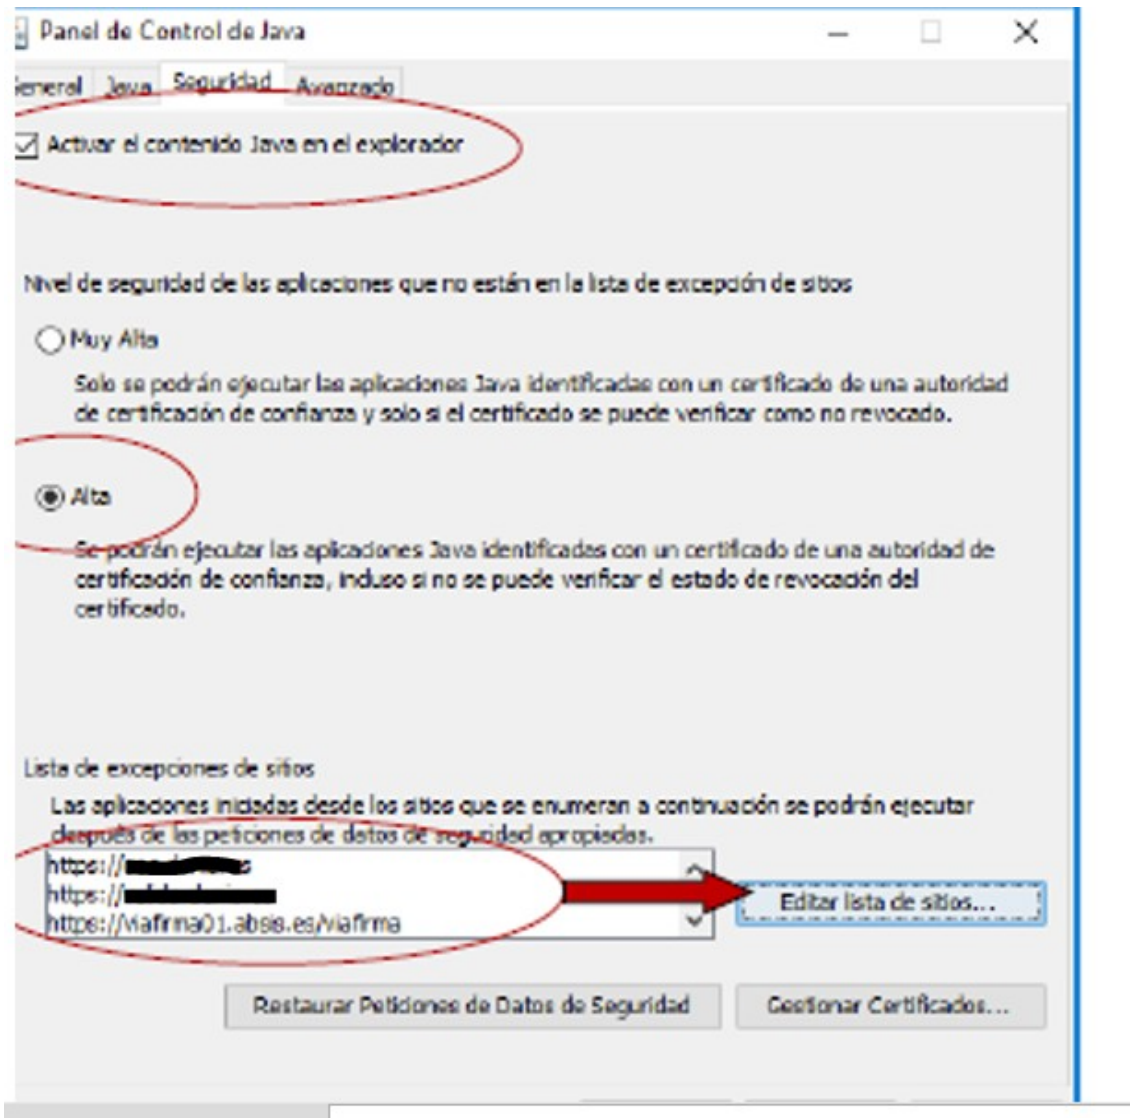 Panel de Control de Java
General Java Seguridad Avanzado
Activar el contenido Java en el explorador
Nivel de seguridad de las aplicaciones que no están en la lista de excepción de sitios
Muy Alta
Solo se podrán ejecutar las aplicaciones Java identificadas con un certificado de una autoridad
de certificación de confianza y solo si el certificado se puede verificar como no revocado.
Alta
Se podrán ejecutar las aplicaciones Java identificadas con un certificado de una autoridad de
certificación de confianza, incluso si no se puede verificar el estado de revocación del
certificado.
Lista de excepciones de sitios
Las aplicaciones iniciadas desde los sitios que se enumeran a continuación se podrán ejecutar
después de las peticiones de datos de seguridad apropiadas.
https://
https://
https://viafirma01.absis.es/viafirma
Editar lista de sitios...
Restaurar Peticiones de Datos de Seguridad Gestionar Certificados...